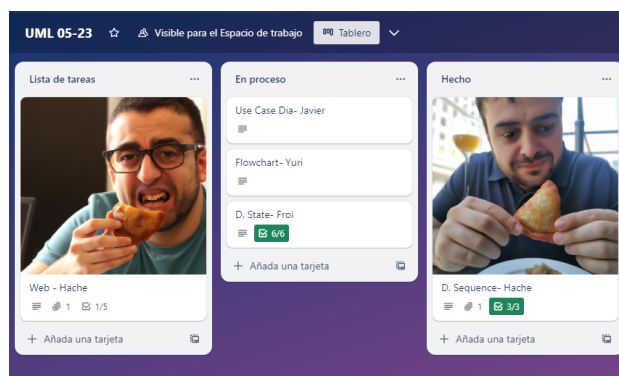 UML 05-23
Visible para el Espacio de trabajo
Tablero
Lista de tareas
Web - Hache
1
1/5
+ Añada una tarjeta
En proceso
Use Case Dia- Javier
Flowchart- Yuri
D. State- Froi
6/6
+ Añada una tarjeta
Hecho
D. Sequence- Hache
1
3/3
+ Añada una tarjeta